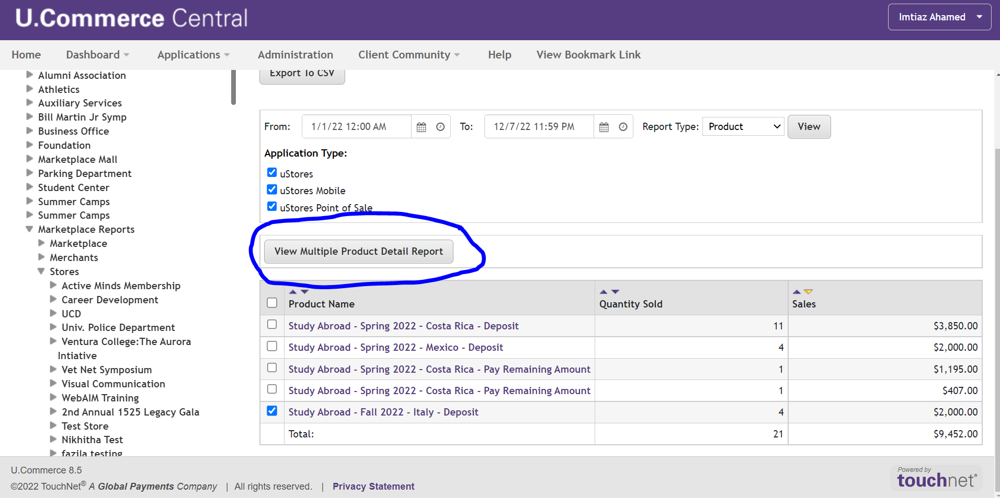 U.Commerce Central
Imtiaz Ahamed
Home Dashboard Applications Administration Client Community Help View Bookmark Link
Alumni Association
Athletics
Auxiliary Services
Bill Martin Jr Symp
Business Office
Foundation
Marketplace Mall
Parking Department
Student Center
Summer Camps
Summer Camps
Marketplace Reports
Marketplace
Merchants
Stores
Active Minds Membership
Career Development
UCD
Univ. Police Department
Ventura College:The Aurora
Intiative
Vet Net Symposium
Visual Communication
WebAIM Training
2nd Annual 1525 Legacy Gala
Test Store
Nikhitha Test
fazila testing
Export To CSV
From: 1/1/22 12:00 AM To: 12/7/22 11:59 PM Report Type: Product View
Application Type:
uStores
uStores Mobile
uStores Point of Sale
View Multiple Product Detail Report
Product Name Quantity Sold Sales
Study Abroad - Spring 2022 - Costa Rica - Deposit 11 $3,850.00
Study Abroad - Spring 2022 - Mexico - Deposit 4 $2,000.00
Study Abroad - Spring 2022 - Costa Rica - Pay Remaining Amount 1 $1,195.00
Study Abroad - Spring 2022 - Costa Rica - Pay Remaining Amount 1 $407.00
Study Abroad - Fall 2022 - Italy - Deposit 4 $2,000.00
Total: 21 $9,452.00
U.Commerce 8.5
©2022 TouchNet® A Global Payments Company | All rights reserved. | Privacy Statement
Powered by
touchnet®